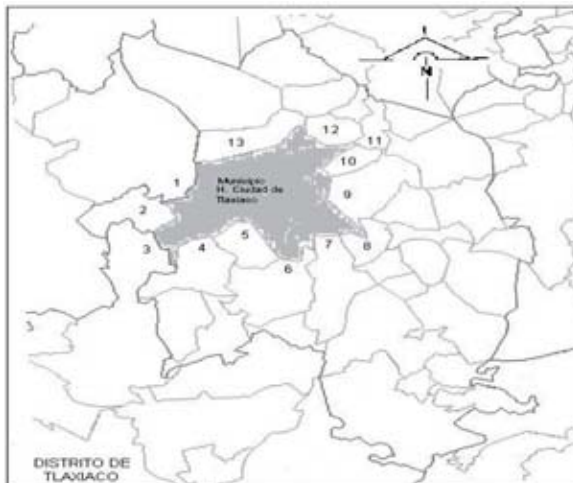 N
12
11
13
10
1
Municipio
H. Ciudad de
Tlaxiaco
9
2
5
7
8
3
4
6
3
DISTRITO DE
TLAXIACO